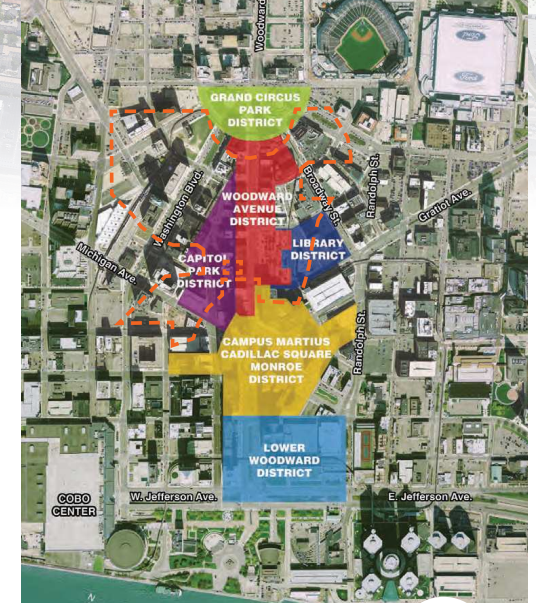 Woodward
GRAND CIRCUS
PARK
DISTRICT
Ford
WOODWARD
AVENUE
DISTRICT
Washington Blvd.
Broadway St.
Randolph St.
Gratiot Ave.
LIBRARY
DISTRICT
Michigan Ave.
CAPITOL
PARK
DISTRICT
CAMPUS MARTIUS
CADILLAC SQUARE
MONROE
DISTRICT
Randolph St.
LOWER
WOODWARD
DISTRICT
COBO
CENTER
W. Jefferson Ave.
E. Jefferson Ave.
N